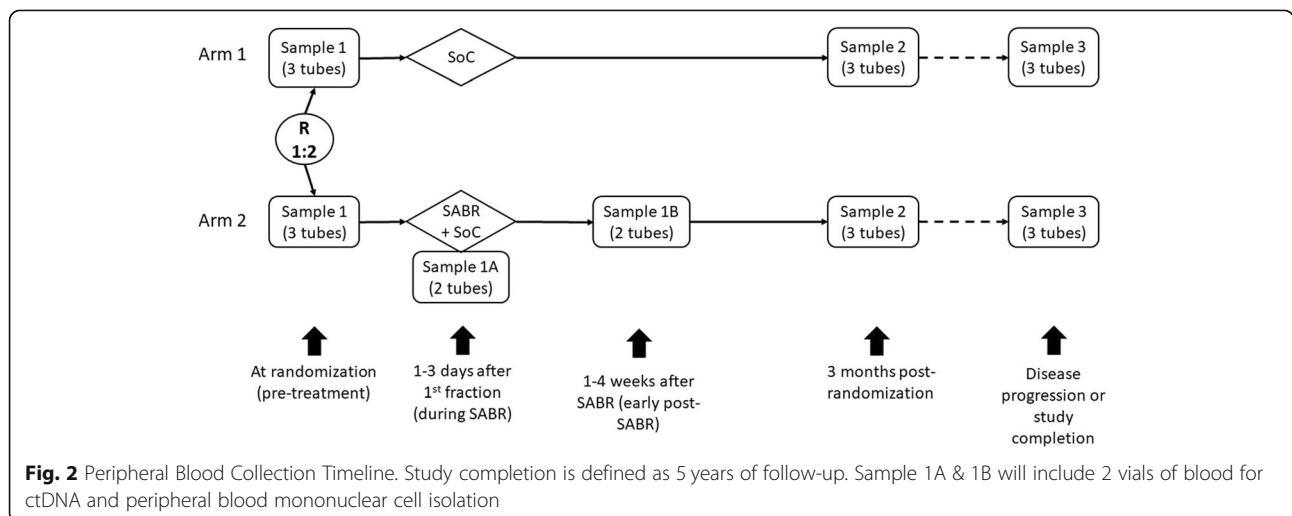 Arm 1
Sample 1
(3 tubes)
SoC
Sample 2
(3 tubes)
Sample 3
(3 tubes)
R
1:2
Arm 2
Sample 1
(3 tubes)
SABR
+ SoC
Sample 1A
(2 tubes)
Sample 1B
(2 tubes)
Sample 2
(3 tubes)
Sample 3
(3 tubes)
At randomization
(pre-treatment)
1-3 days after
1st fraction
(during SABR)
1-4 weeks after
SABR (early post-
SABR)
3 months post-
randomization
Disease
progression or
study
completion
Fig. 2 Peripheral Blood Collection Timeline. Study completion is defined as 5 years of follow-up. Sample 1A & 1B will include 2 vials of blood for
ctDNA and peripheral blood mononuclear cell isolation